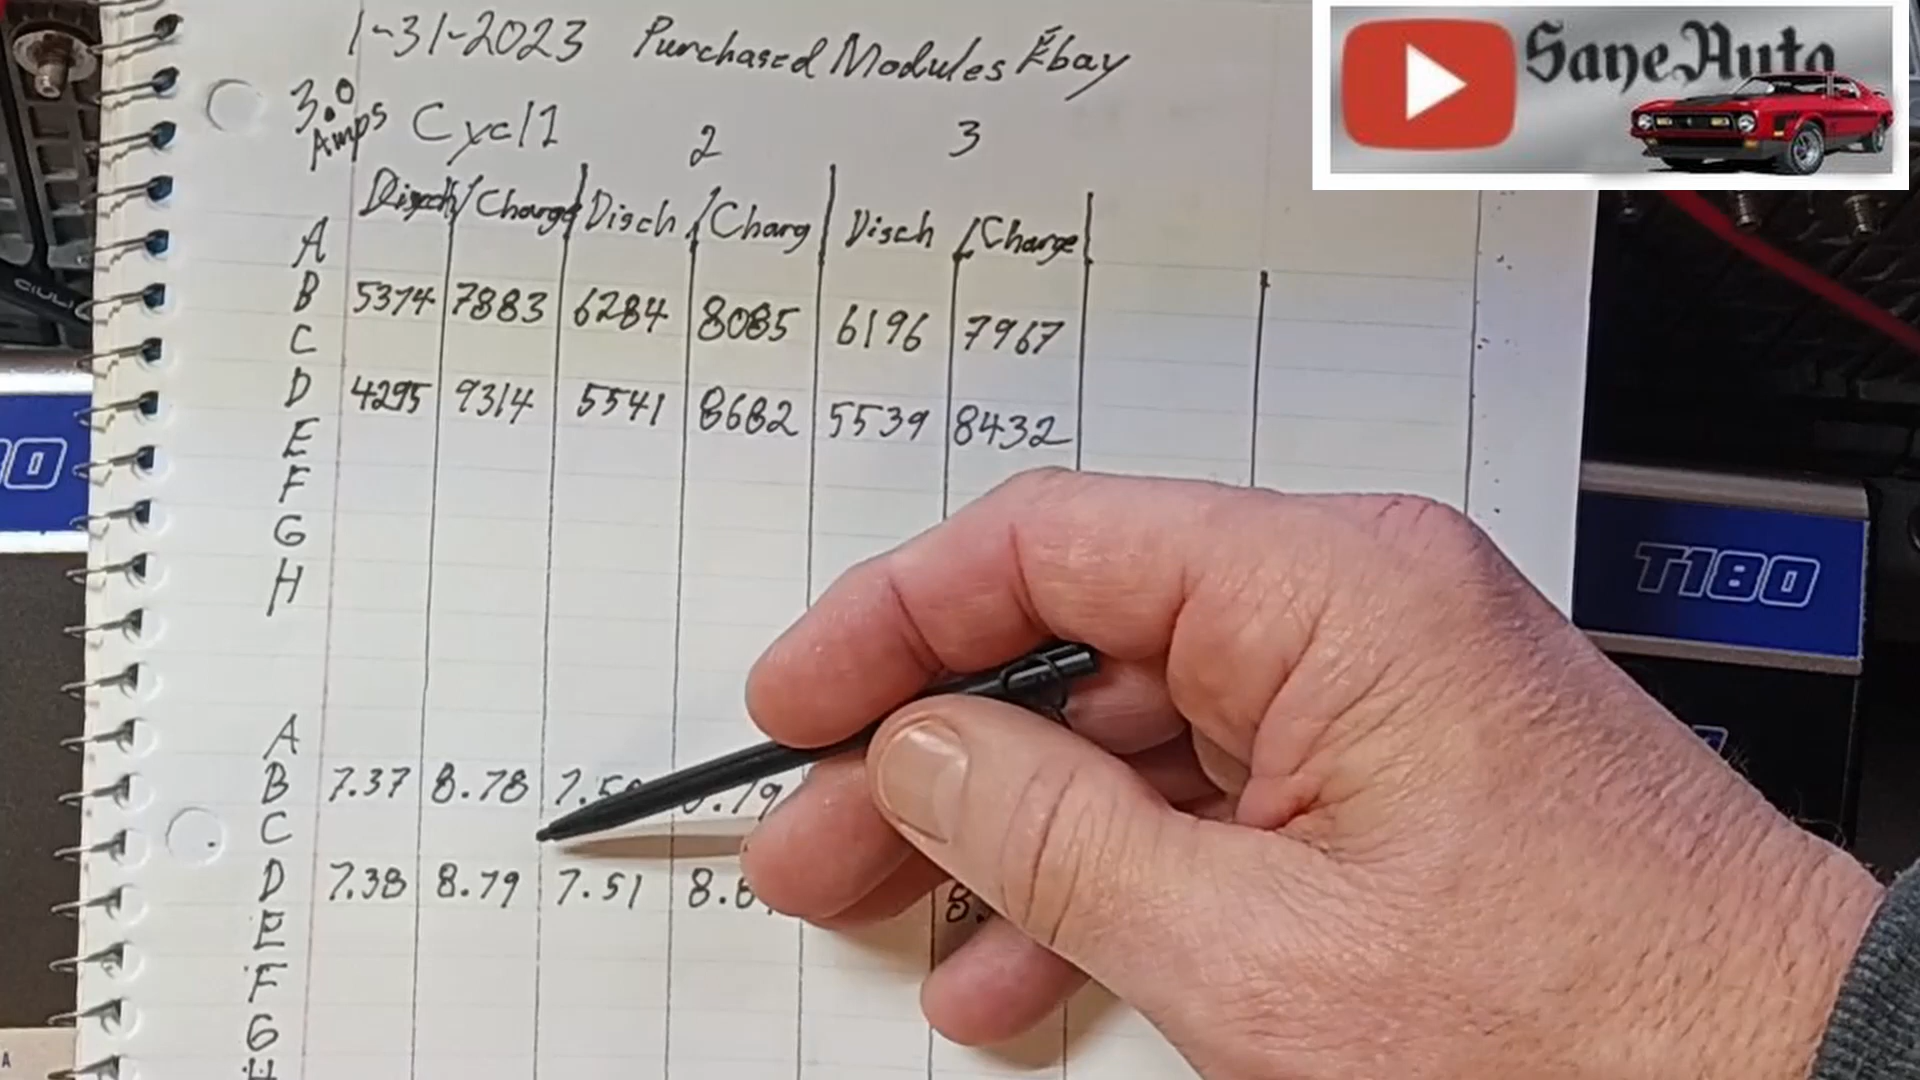 1-31-2023 Purchased Modules Ebay
3.0 Amps Cycl1 2 3
Disch/Charge Disch/Charg Disch/Charge
A
B 5374 7883 6284 8085 6196 7967
C
D 4295 9314 5541 8682 5539 8432
E
F
G
H
A
B 7.37 8.78
C
D 7.38 8.79 7.51
E
F
G
H
SaneAuto
T180
CIULI
A